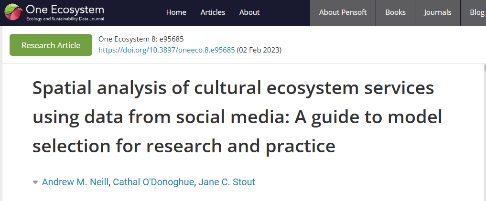 One Ecosystem
Ecology and Sustainability Data Journal
Home Articles About About Pensoft Books Journals Blog
Research Article
One Ecosystem 8: e95685
https://doi.org/10.3897/oneeco.8.e95685 (02 Feb 2023)
Spatial analysis of cultural ecosystem services
using data from social media: A guide to model
selection for research and practice
Andrew M. Neill, Cathal O'Donoghue, Jane C. Stout